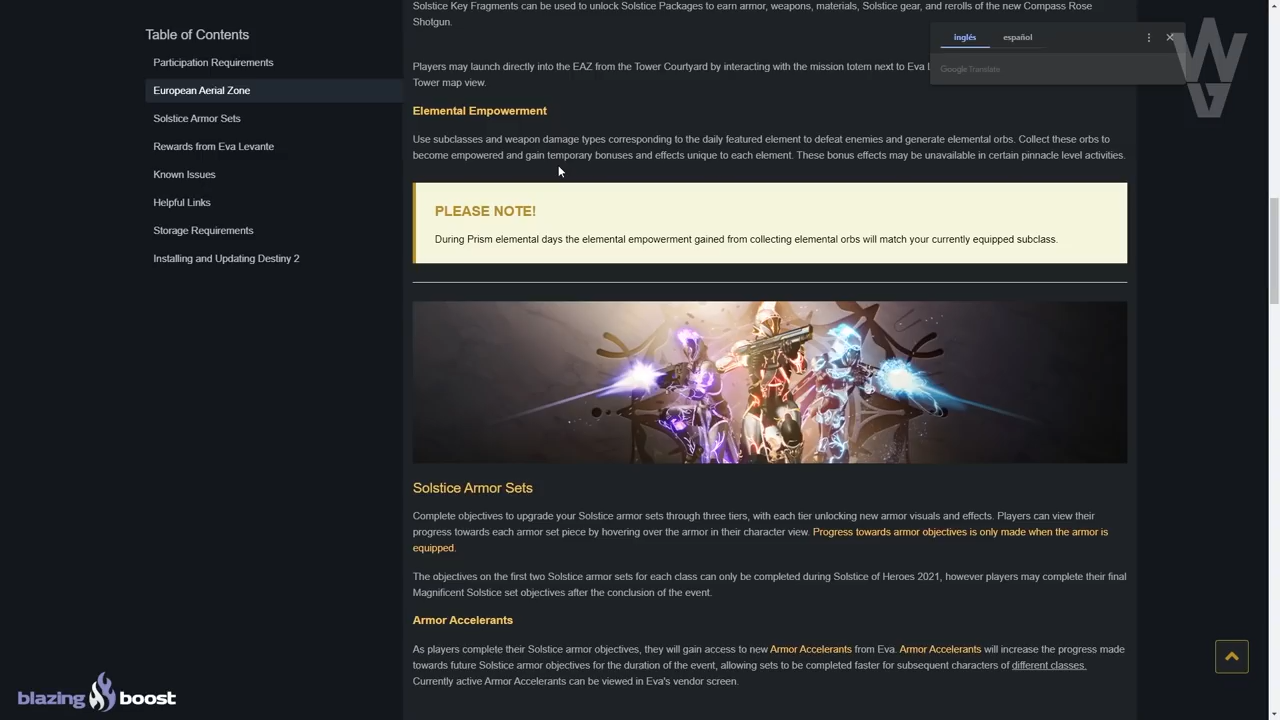 Solstice Key Fragments can be used to unlock Solstice Packages to earn armor, weapons, materials, Solstice gear, and rerolls of the new Compass Rose
Shotgun.
Table of Contents
Participation Requirements
European Aerial Zone
Solstice Armor Sets
Rewards from Eva Levante
Known Issues
Helpful Links
Storage Requirements
Installing and Updating Destiny 2
inglés español
Google Translate
Players may launch directly into the EAZ from the Tower Courtyard by interacting with the mission totem next to Eva
Tower map view.
Elemental Empowerment
Use subclasses and weapon damage types corresponding to the daily featured element to defeat enemies and generate elemental orbs. Collect these orbs to
become empowered and gain temporary bonuses and effects unique to each element. These bonus effects may be unavailable in certain pinnacle level activities.
PLEASE NOTE!
During Prism elemental days the elemental empowerment gained from collecting elemental orbs will match your currently equipped subclass.
Solstice Armor Sets
Complete objectives to upgrade your Solstice armor sets through three tiers, with each tier unlocking new armor visuals and effects. Players can view their
progress towards each armor set piece by hovering over the armor in their character view. Progress towards armor objectives is only made when the armor is
equipped.
The objectives on the first two Solstice armor sets for each class can only be completed during Solstice of Heroes 2021, however players may complete their final
Magnificent Solstice set objectives after the conclusion of the event.
Armor Accelerants
As players complete their Solstice armor objectives, they will gain access to new Armor Accelerants from Eva. Armor Accelerants will increase the progress made
towards future Solstice armor objectives for the duration of the event, allowing sets to be completed faster for subsequent characters of different classes.
Currently active Armor Accelerants can be viewed in Eva's vendor screen.
blazing boost